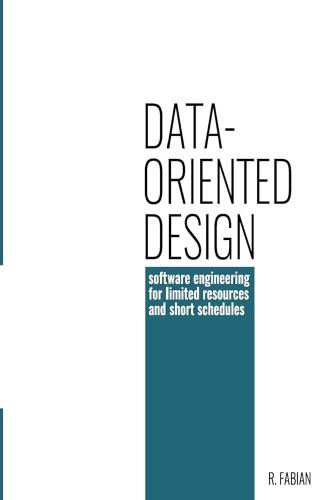 DATA-
ORIENTED
DESIGN
software engineering
for limited resources
and short schedules
R. FABIAN